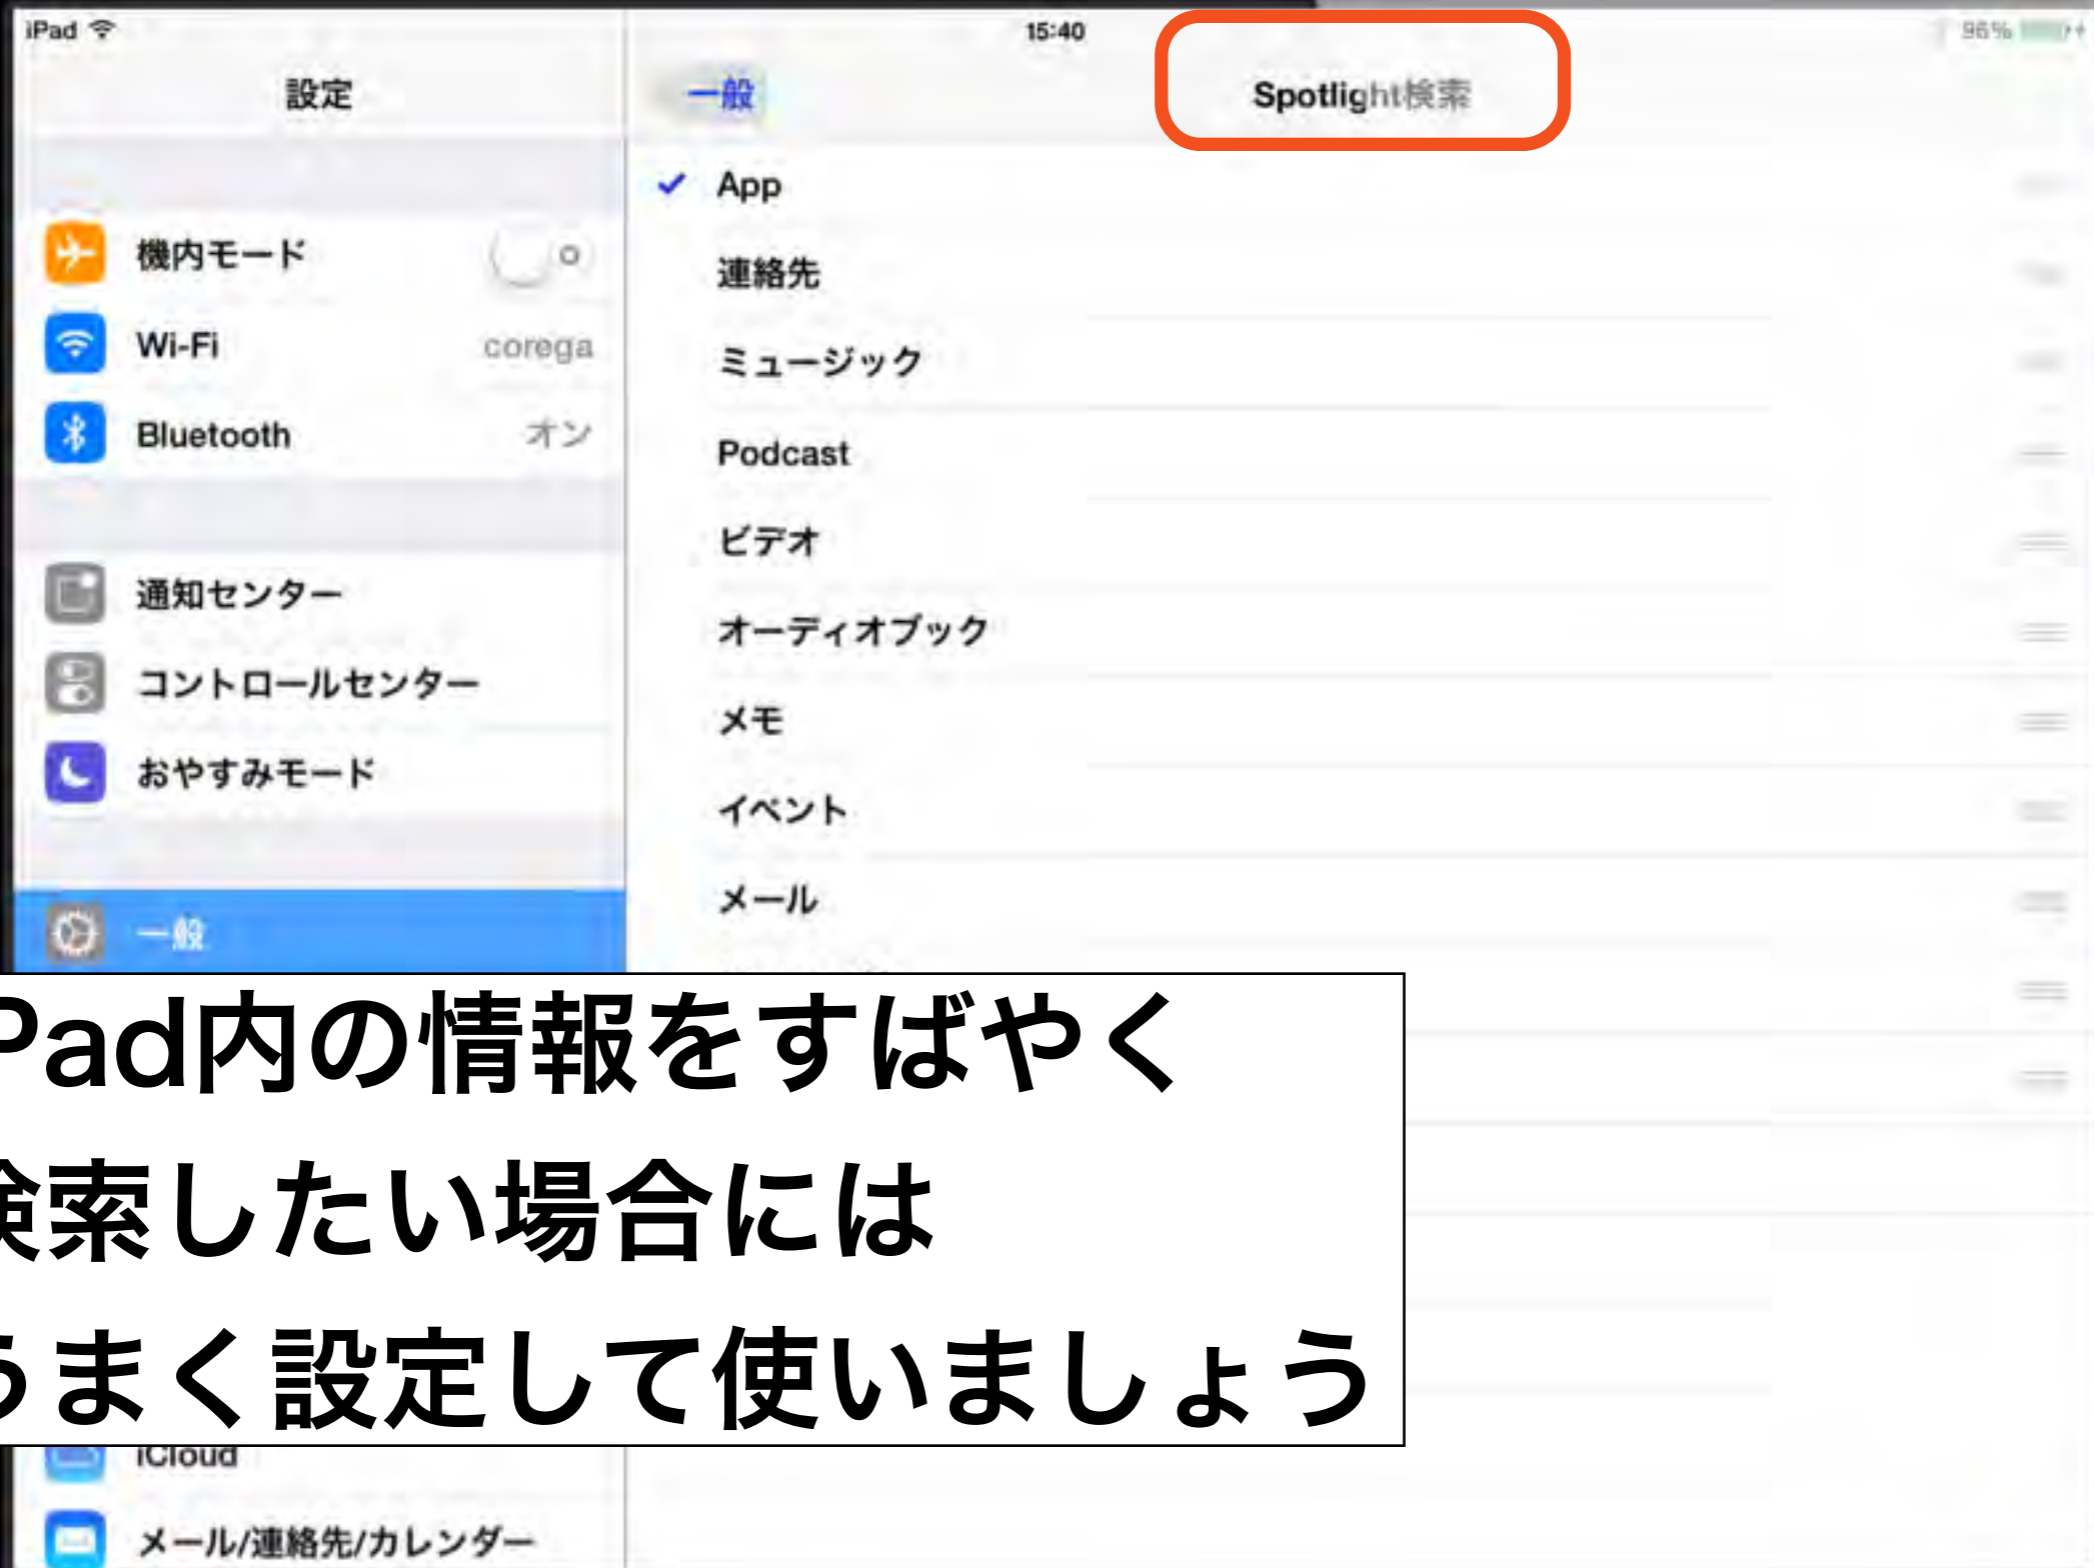 iPad
15:40
96%
設定
一般
Spotlight検索
機内モード
Wi-Fi
corega
Bluetooth
オン
通知センター
コントロールセンター
おやすみモード
一般
iCloud
メール/連絡先/カレンダー
App
連絡先
ミュージック
Podcast
ビデオ
オーディオブック
メモ
イベント
メール
Pad内の情報をすばやく
検索したい場合には
うまく設定して使いましょう